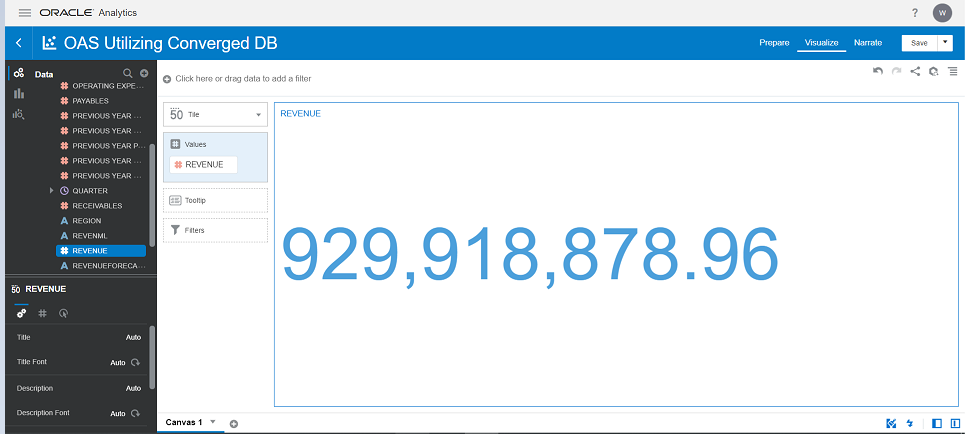 ORACLE Analytics
?
W
OAS Utilizing Converged DB
Prepare
Visualize
Narrate
Save
Data
OPERATING EXPE...
PAYABLES
PREVIOUS YEAR ...
PREVIOUS YEAR ...
PREVIOUS YEAR P...
PREVIOUS YEAR ...
PREVIOUS YEAR ...
QUARTER
RECEIVABLES
A REGION
A REVENML
REVENUE
A REVENUEFORECA...
50 REVENUE
#
Title Auto
Title Font Auto
Description Auto
Description Font Auto
Click here or drag data to add a filter
50 Tile
# Values
# REVENUE
Tooltip
Filters
REVENUE
929,918,878.96
Canvas 1